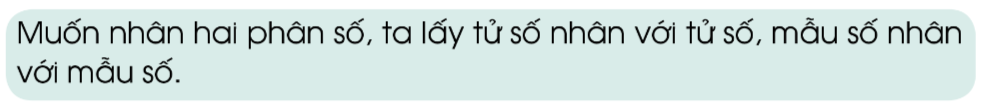 Muốn nhân hai phân số, ta lấy tử số nhân với tử số, mẫu số nhân
với mẫu số.